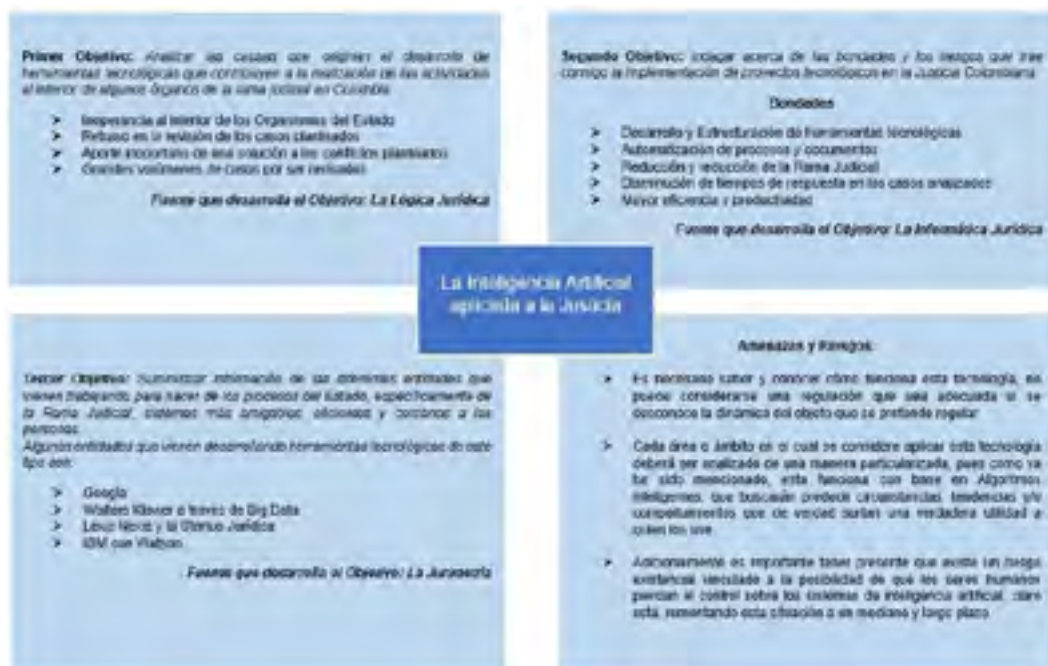 Primer Objetivo: Analizar las causas que originan el desarrollo de
herramientas tecnológicas que contribuyen a la realización de las actividades
al interior de algunos órganos de la rama judicial en Colombia
➤ Inoperancia al interior de los Organismos del Estado
➤ Retraso en la revisión de los casos planteados
➤ Aporte inoportuno de una solución a los conflictos planteados
➤ Grandes volúmenes de casos por ser revisados
Fuente que desarrolla el Objetivo: La Lógica Jurídica
Segundo Objetivo: Indagar acerca de las bondades y los riesgos que trae
consigo la implementación de proyectos tecnológicos en la Justicia Colombiana
Bondades
➤ Desarrollo y Estructuración de herramientas tecnológicas
➤ Automatización de procesos y documentos
➤ Reducción y reducción de la Rama Judicial
➤ Disminución de tiempos de respuesta en los casos analizados
➤ Mayor eficiencia y productividad
Fuente que desarrolla el Objetivo: La Informática Jurídica
La Inteligencia Artificial
aplicada a la Justicia
Tercer Objetivo: Suministrar información de las diferentes entidades que
vienen trabajando para hacer de los procesos del Estado, específicamente de
la Rama Judicial, sistemas más amigables, eficientes y cercanos a las
personas.
Algunas entidades que vienen desarrollando herramientas tecnológicas de este
tipo son:
➤ Google
➤ Wolters Kluwer a través de Big Data
➤ Lexis Nexis y la Jurídica
➤ IBM con Watson
Fuente que desarrolla el Objetivo: La Jurimetría
Amenazas y Riesgos
➤ Es necesario saber y conocer cómo funciona esta tecnología, no
puede considerarse una regulación que sea adecuada si se
desconoce la dinámica del objeto que se pretende regular
➤ Cada área o ámbito en el cual se considere aplicar esta tecnología
deberá ser analizado de una manera particularizada, pues como ya
ha sido mencionado, esta funciona con base en Algoritmos
Inteligentes, que buscarán predecir circunstancias, tendencias y/o
comportamientos que de verdad surtan una verdadera utilidad a
quien los use
➤ Adicionalmente es importante tener presente que existe un riesgo
existencial vinculado a la posibilidad de que los seres humanos
pierdan el control sobre los sistemas de inteligencia artificial, claro
está, esta situación a un mediano y largo plazo